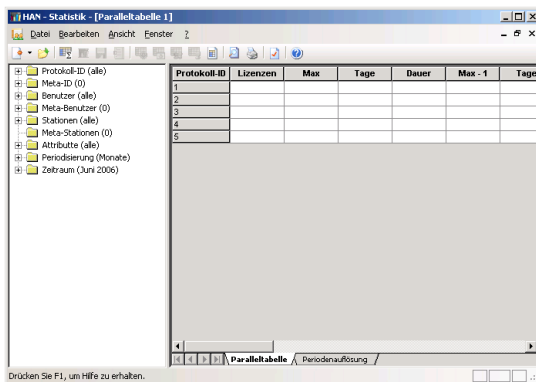 HAN - Statistik - [Paralleltabelle 1]
Datei Bearbeiten Ansicht Fenster ?
Protokoll-ID (alle)
Meta-ID (0)
Benutzer (alle)
Meta-Benutzer (0)
Stationen (alle)
Meta-Stationen (0)
Attributte (alle)
Periodisierung (Monate)
Zeitraum (Juni 2006)
Protokoll-ID Lizenzen Max Tage Dauer Max - 1 Tage
1
2
3
4
5
Paralleltabelle Periodenauflösung
Drücken Sie F1, um Hilfe zu erhalten.